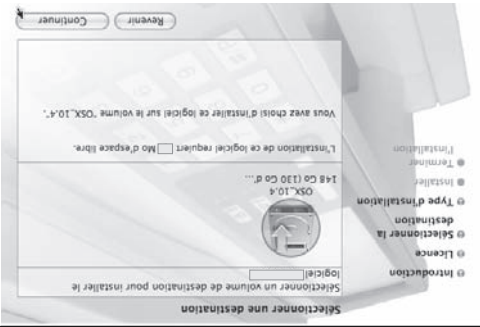 Sélectionner une destination
Introduction
Licence
Sélectionner la
destination
Type d'installation
Installer
Terminer
l'installation
Sélectionner un volume de destination pour installer le
logiciel
OSX_10.4
148 Go (130 Go d'...
L'installation de ce logiciel requiert Mo d'espace libre.
Vous avez choisi d'installer ce logiciel sur le volume "OSX_10.4".
Revenir
Continuer